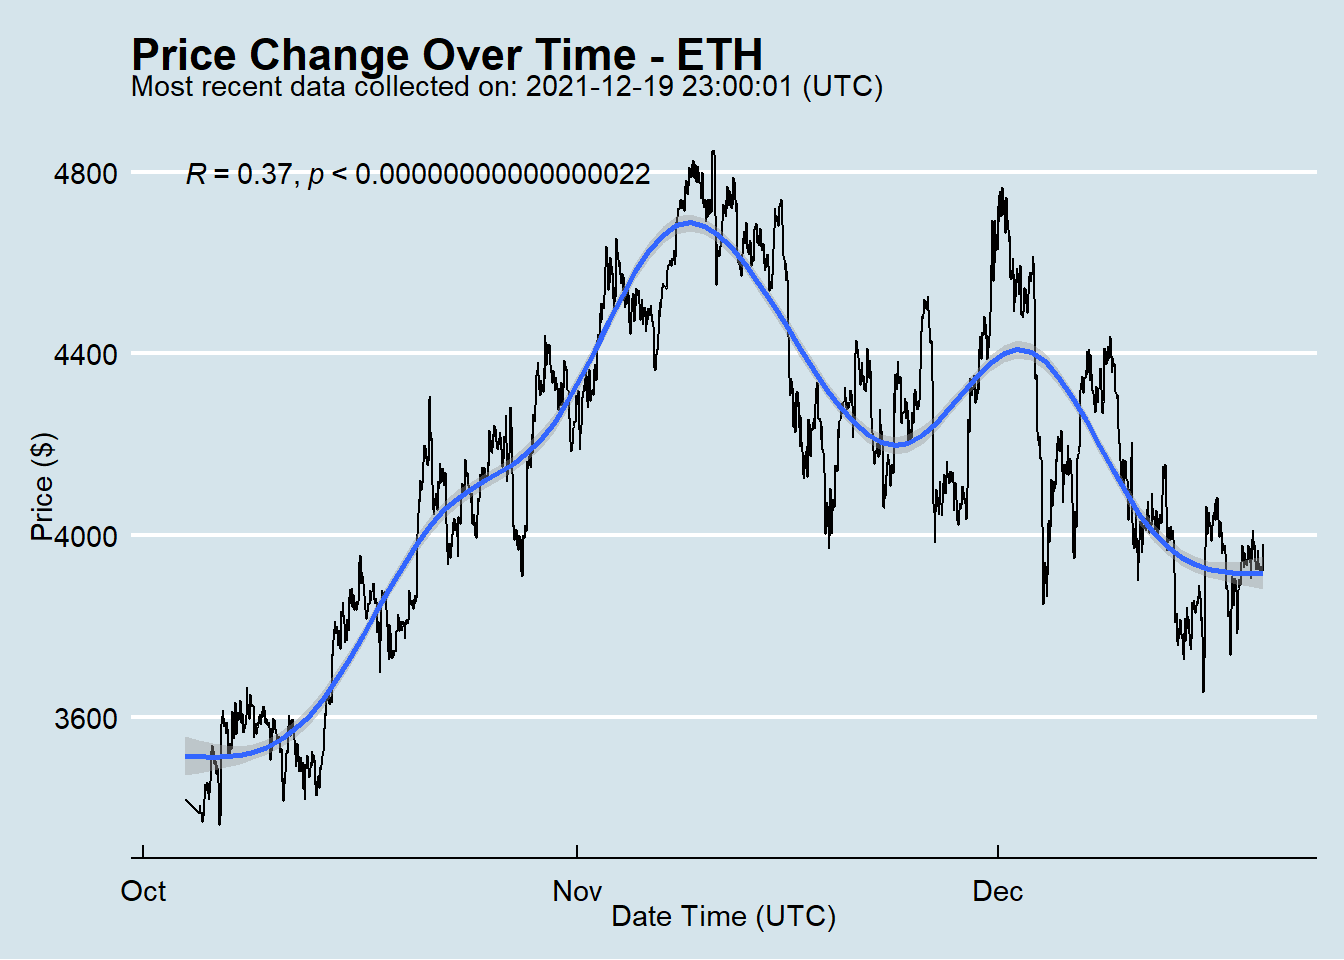 Price Change Over Time - ETH
Most recent data collected on: 2021-12-19 23:00:01 (UTC)
R = 0.37, p < 0.00000000000000022
4800
4400
4000
3600
Price ($)
Oct
Nov
Dec
Date Time (UTC)